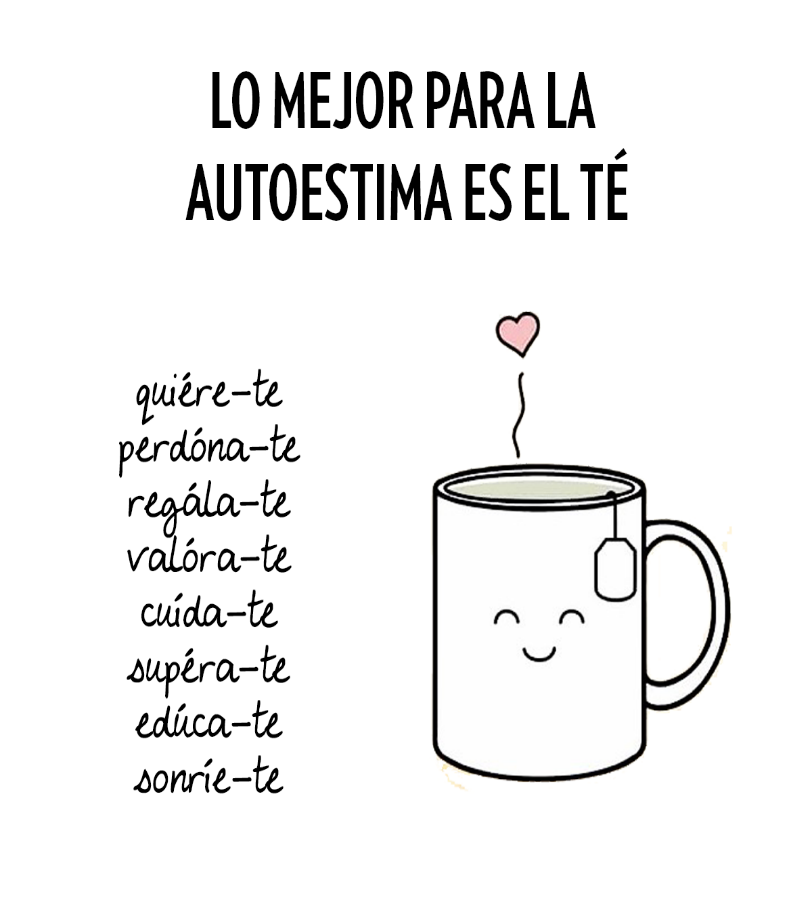 LO MEJOR PARA LA
AUTOESTIMA ES EL TÉ
quiére-te
perdóna-te
regála-te
valóra-te
cuída-te
supéra-te
edúca-te
sonríe-te